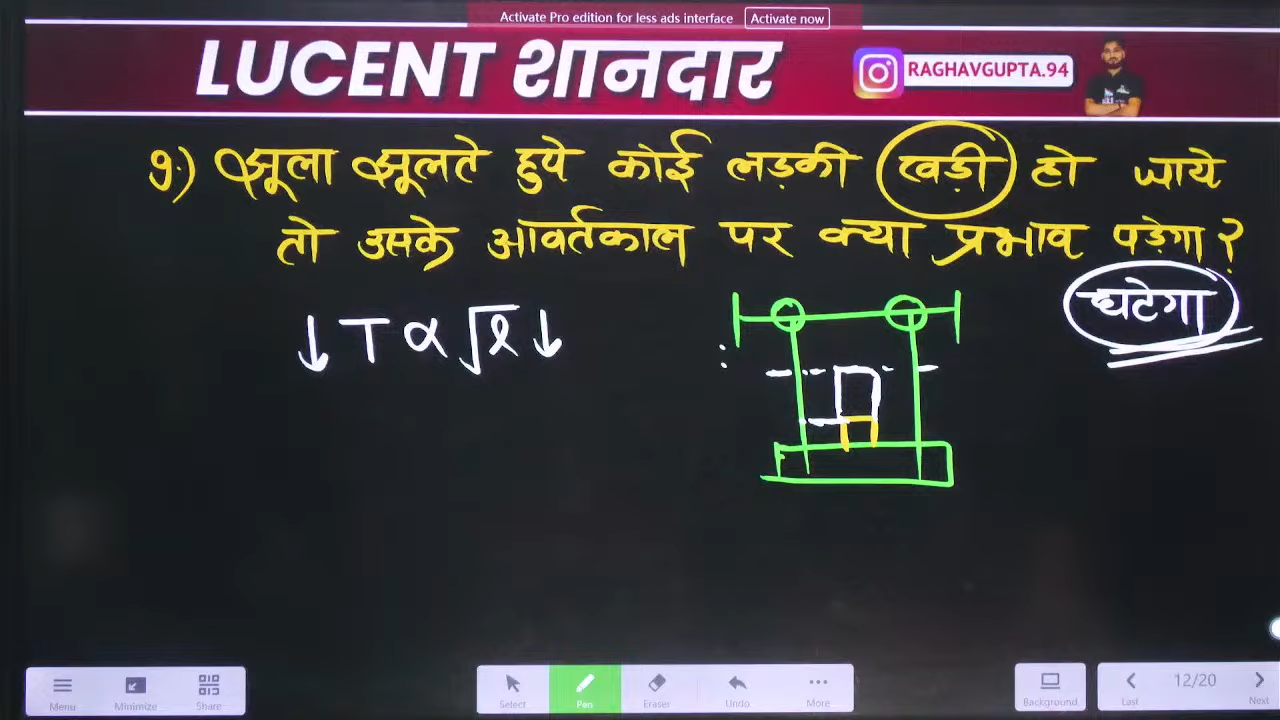 Activate Pro edition for less ads interface Activate now
LUCENT शानदार
RAGHAVGUPTA.94
9.) झूला झूलते हुये कोई लड़की खड़ी हो जाये
तो उसके आवर्तकाल पर क्या प्रभाव पड़ेगा?
घटेगा
↓ T ∝ √l ↓
Menu Minimize Share Select Pen Eraser Undo More Background Last 12/20 Next